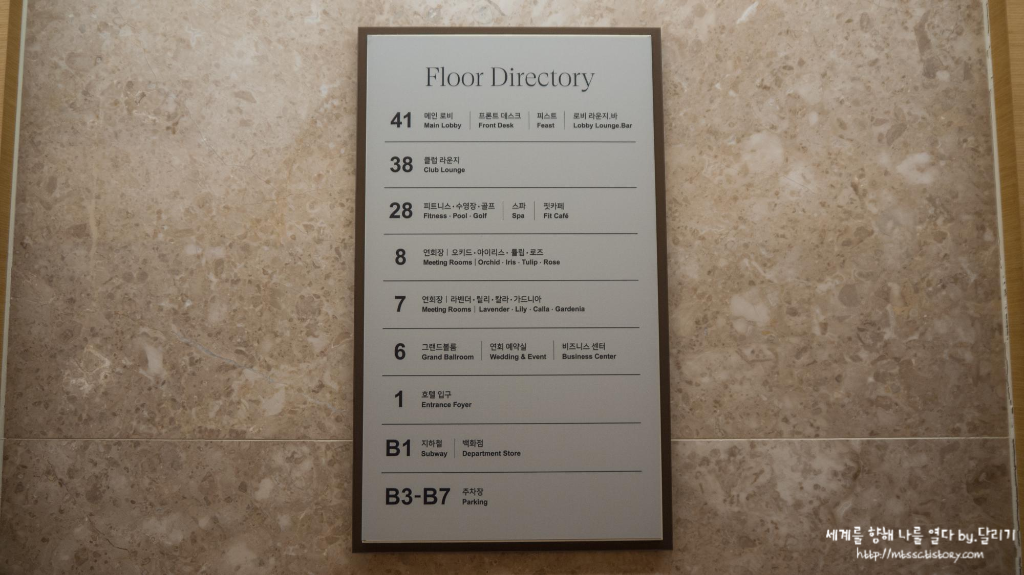 Floor Directory
41 메인 로비 프론트 데스크 피스트 로비 라운지.바
Main Lobby Front Desk Feast Lobby Lounge.Bar
38 클럽 라운지
Club Lounge
28 피트니스·수영장·골프 스파 핏카페
Fitness · Pool · Golf Spa Fit Café
8 연회장 | 오키드·아이리스·튤립·로즈
Meeting Rooms | Orchid · Iris · Tulip · Rose
7 연회장 | 라벤더·릴리·칼라·가드니아
Meeting Rooms | Lavender · Lily · Calla · Gardenia
6 그랜드볼룸 연회 예약실 비즈니스 센터
Grand Ballroom Wedding & Event Business Center
1 호텔 입구
Entrance Foyer
B1 지하철 백화점
Subway Department Store
B3-B7 주차장
Parking
세계를 향해 나를 열다 by.달리기